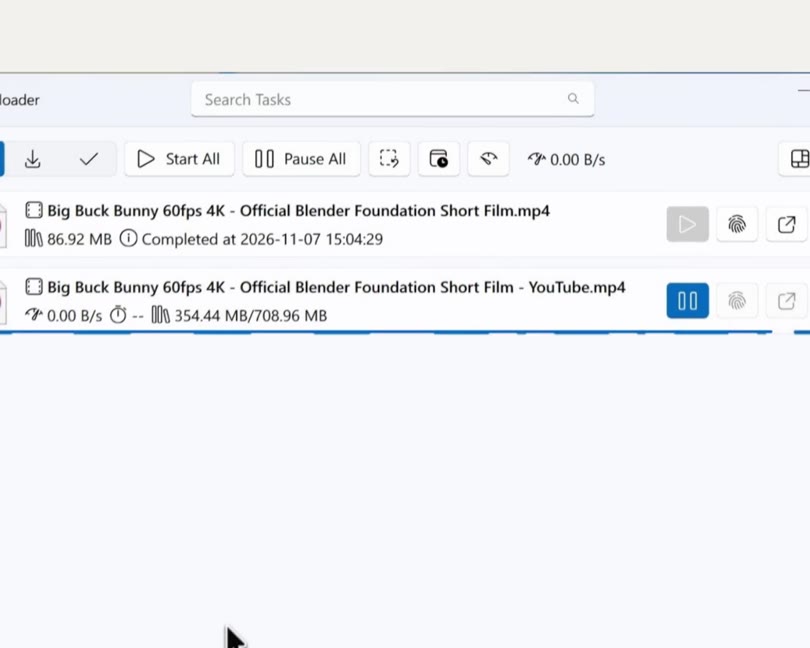 loader
Search Tasks
Start All
Pause All
0.00 B/s
Big Buck Bunny 60fps 4K - Official Blender Foundation Short Film.mp4
86.92 MB Completed at 2026-11-07 15:04:29
Big Buck Bunny 60fps 4K - Official Blender Foundation Short Film - YouTube.mp4
0.00 B/s -- 354.44 MB/708.96 MB